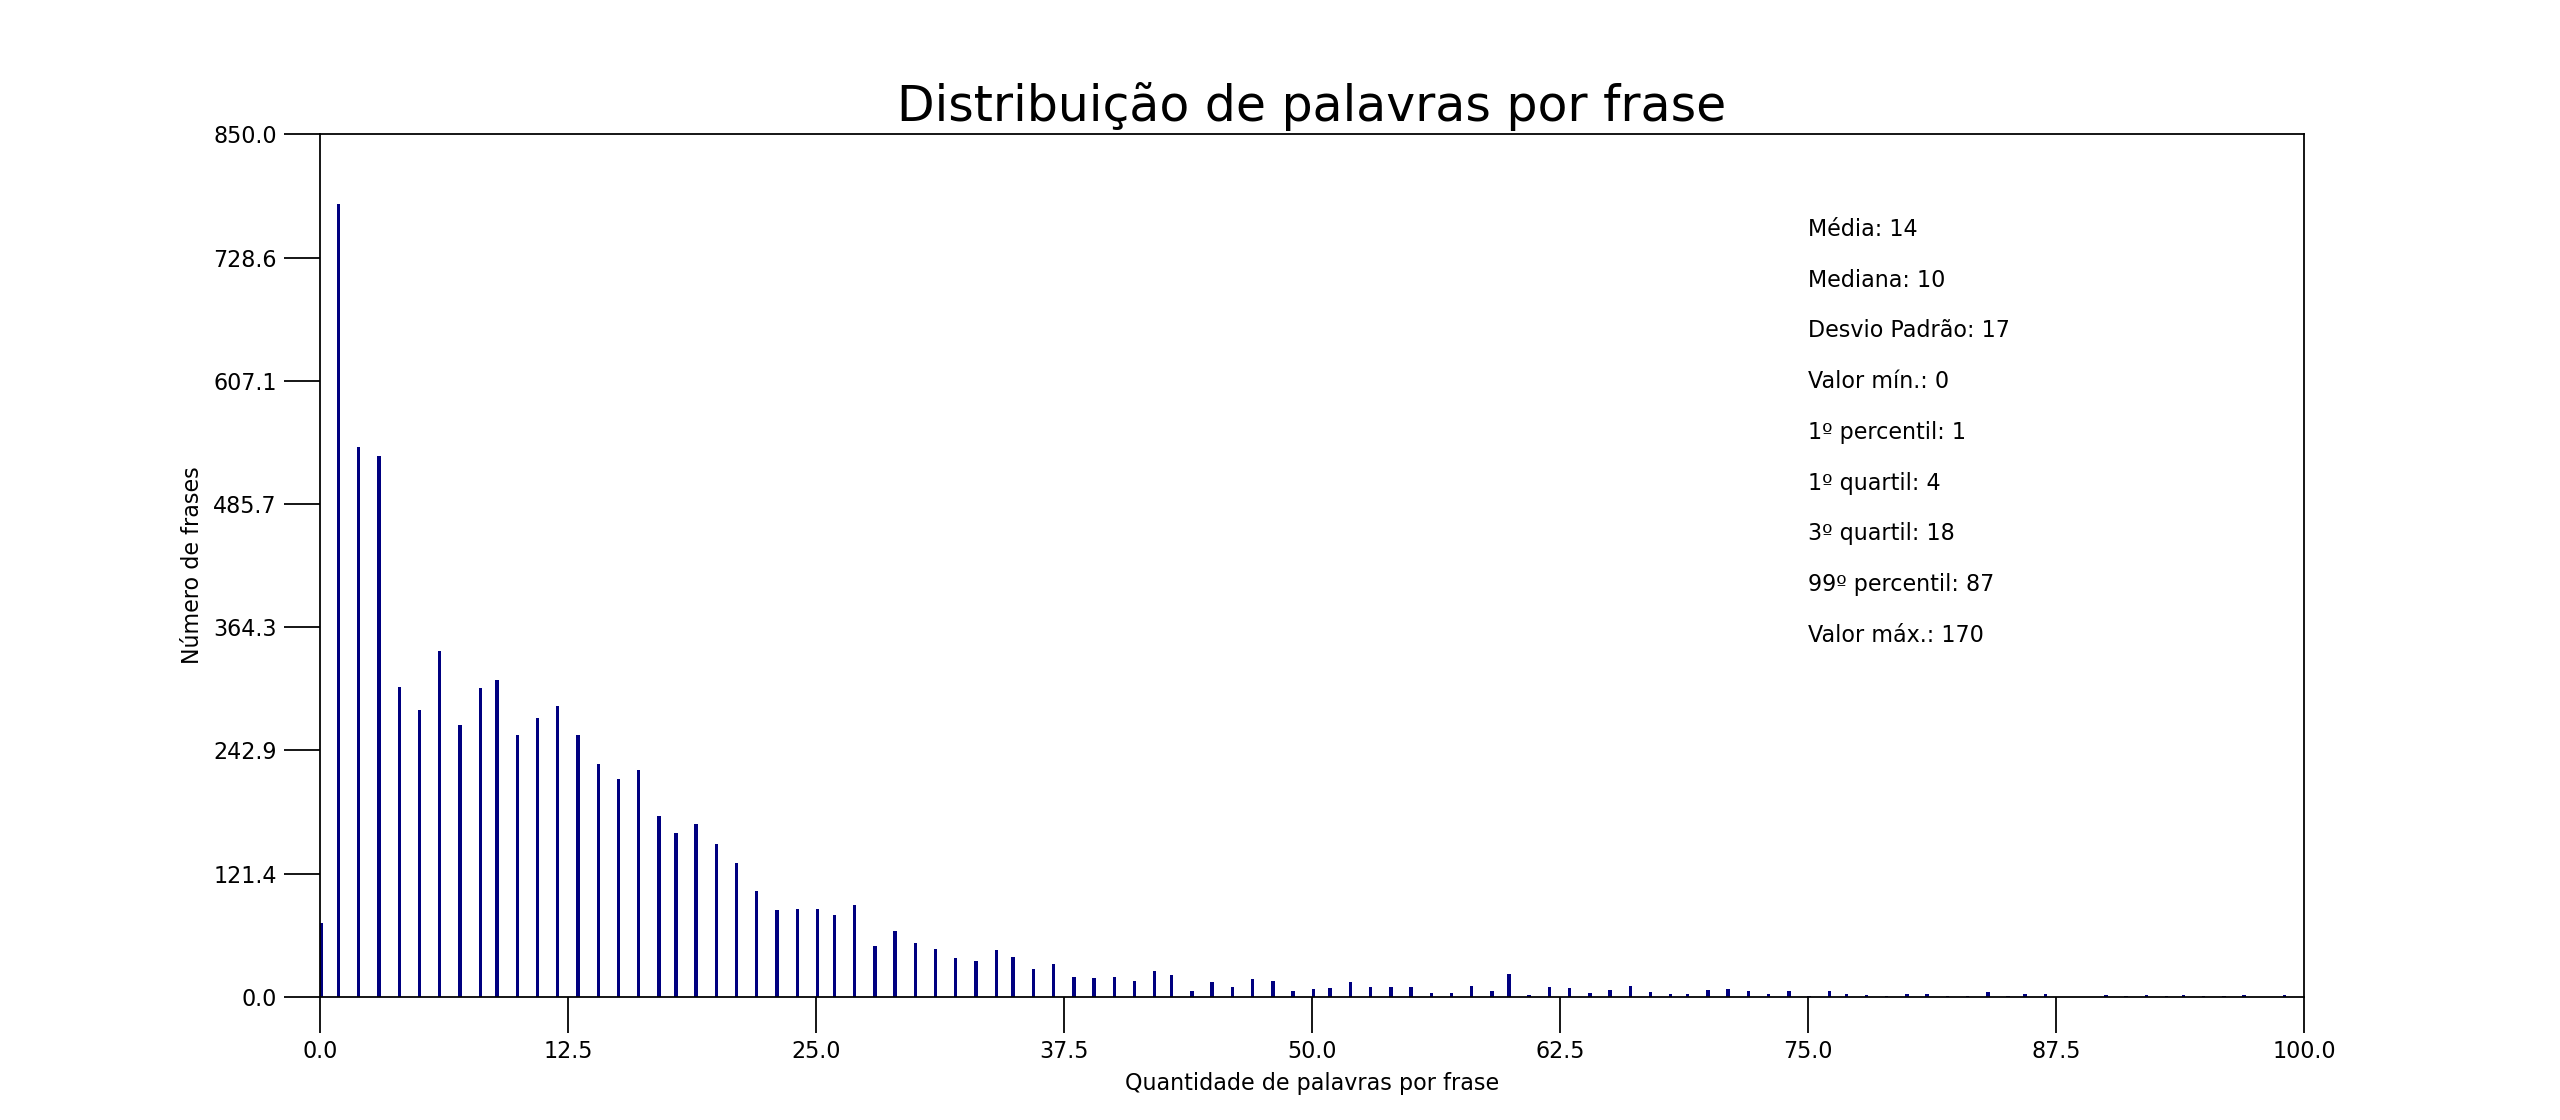 Distribuição de palavras por frase
850.0
728.6
607.1
485.7
364.3
242.9
121.4
0.0
Número de frases
Média: 14
Mediana: 10
Desvio Padrão: 17
Valor mín.: 0
1º percentil: 1
1º quartil: 4
3º quartil: 18
99º percentil: 87
Valor máx.: 170
0.0 12.5 25.0 37.5 50.0 62.5 75.0 87.5 100.0
Quantidade de palavras por frase